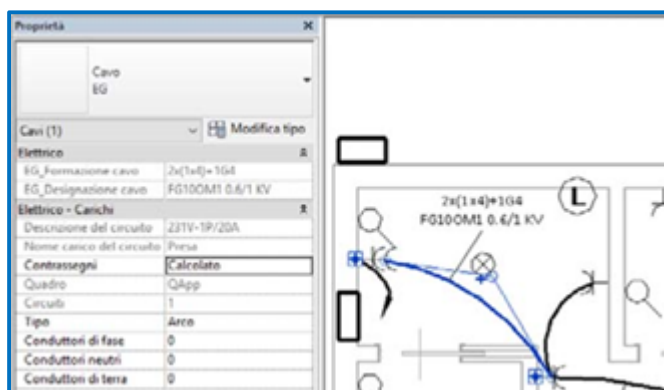 Proprietà
Cavo
EG
Cavi (1)
Modifica tipo
Elettrico
EG_Formazione cavo 2x(1x4)+1G4
EG_Designazione cavo FG10OM1 0.6/1 KV
Elettrico - Carichi
Descrizione del circuito 231V-1P/20A
Nome carico del circuito Presa
Contrassegni Calcolato
Quadro QApp
Circuiti 1
Tipo Arco
Conduttori di fase 0
Conduttori neutri 0
Conduttori di terra 0
2x(1x4)+1G4
FG10OM1 0.6/1 KV
L